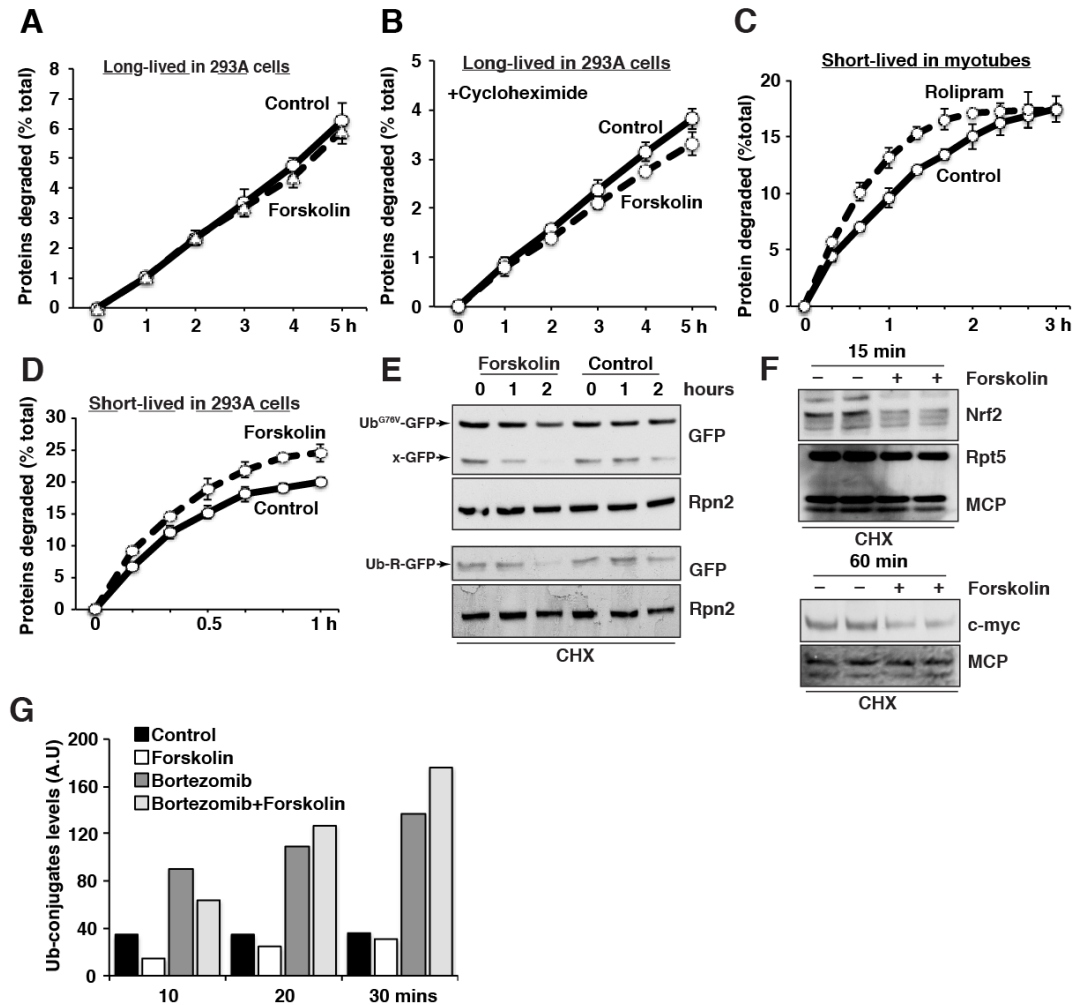 A
Long-lived in 293A cells
Proteins degraded (% total)
8
7
6
5
4
3
2
1
0
Control
Forskolin
0 1 2 3 4 5 h
B
Long-lived in 293A cells
+Cycloheximide
Proteins degraded (% total)
5
4
3
2
1
0
Control
Forskolin
0 1 2 3 4 5 h
C
Short-lived in myotubes
Protein degraded (%total)
20
15
10
5
0
Rolipram
Control
0 1 2 3 h
D
Short-lived in 293A cells
Proteins degraded (% total)
30
25
20
15
10
5
0
Forskolin
Control
0 0.5 1 h
E
Forskolin Control
0 1 2 0 1 2 hours
UbG76V-GFP
GFP
x-GFP
Rpn2
Ub-R-GFP
GFP
Rpn2
CHX
F
15 min
– – + + Forskolin
Nrf2
Rpt5
MCP
CHX
60 min
– – + + Forskolin
c-myc
MCP
CHX
G
Ub-conjugates levels (A.U)
200
160
120
80
40
0
Control
Forskolin
Bortezomib
Bortezomib+Forskolin
10 20 30 mins